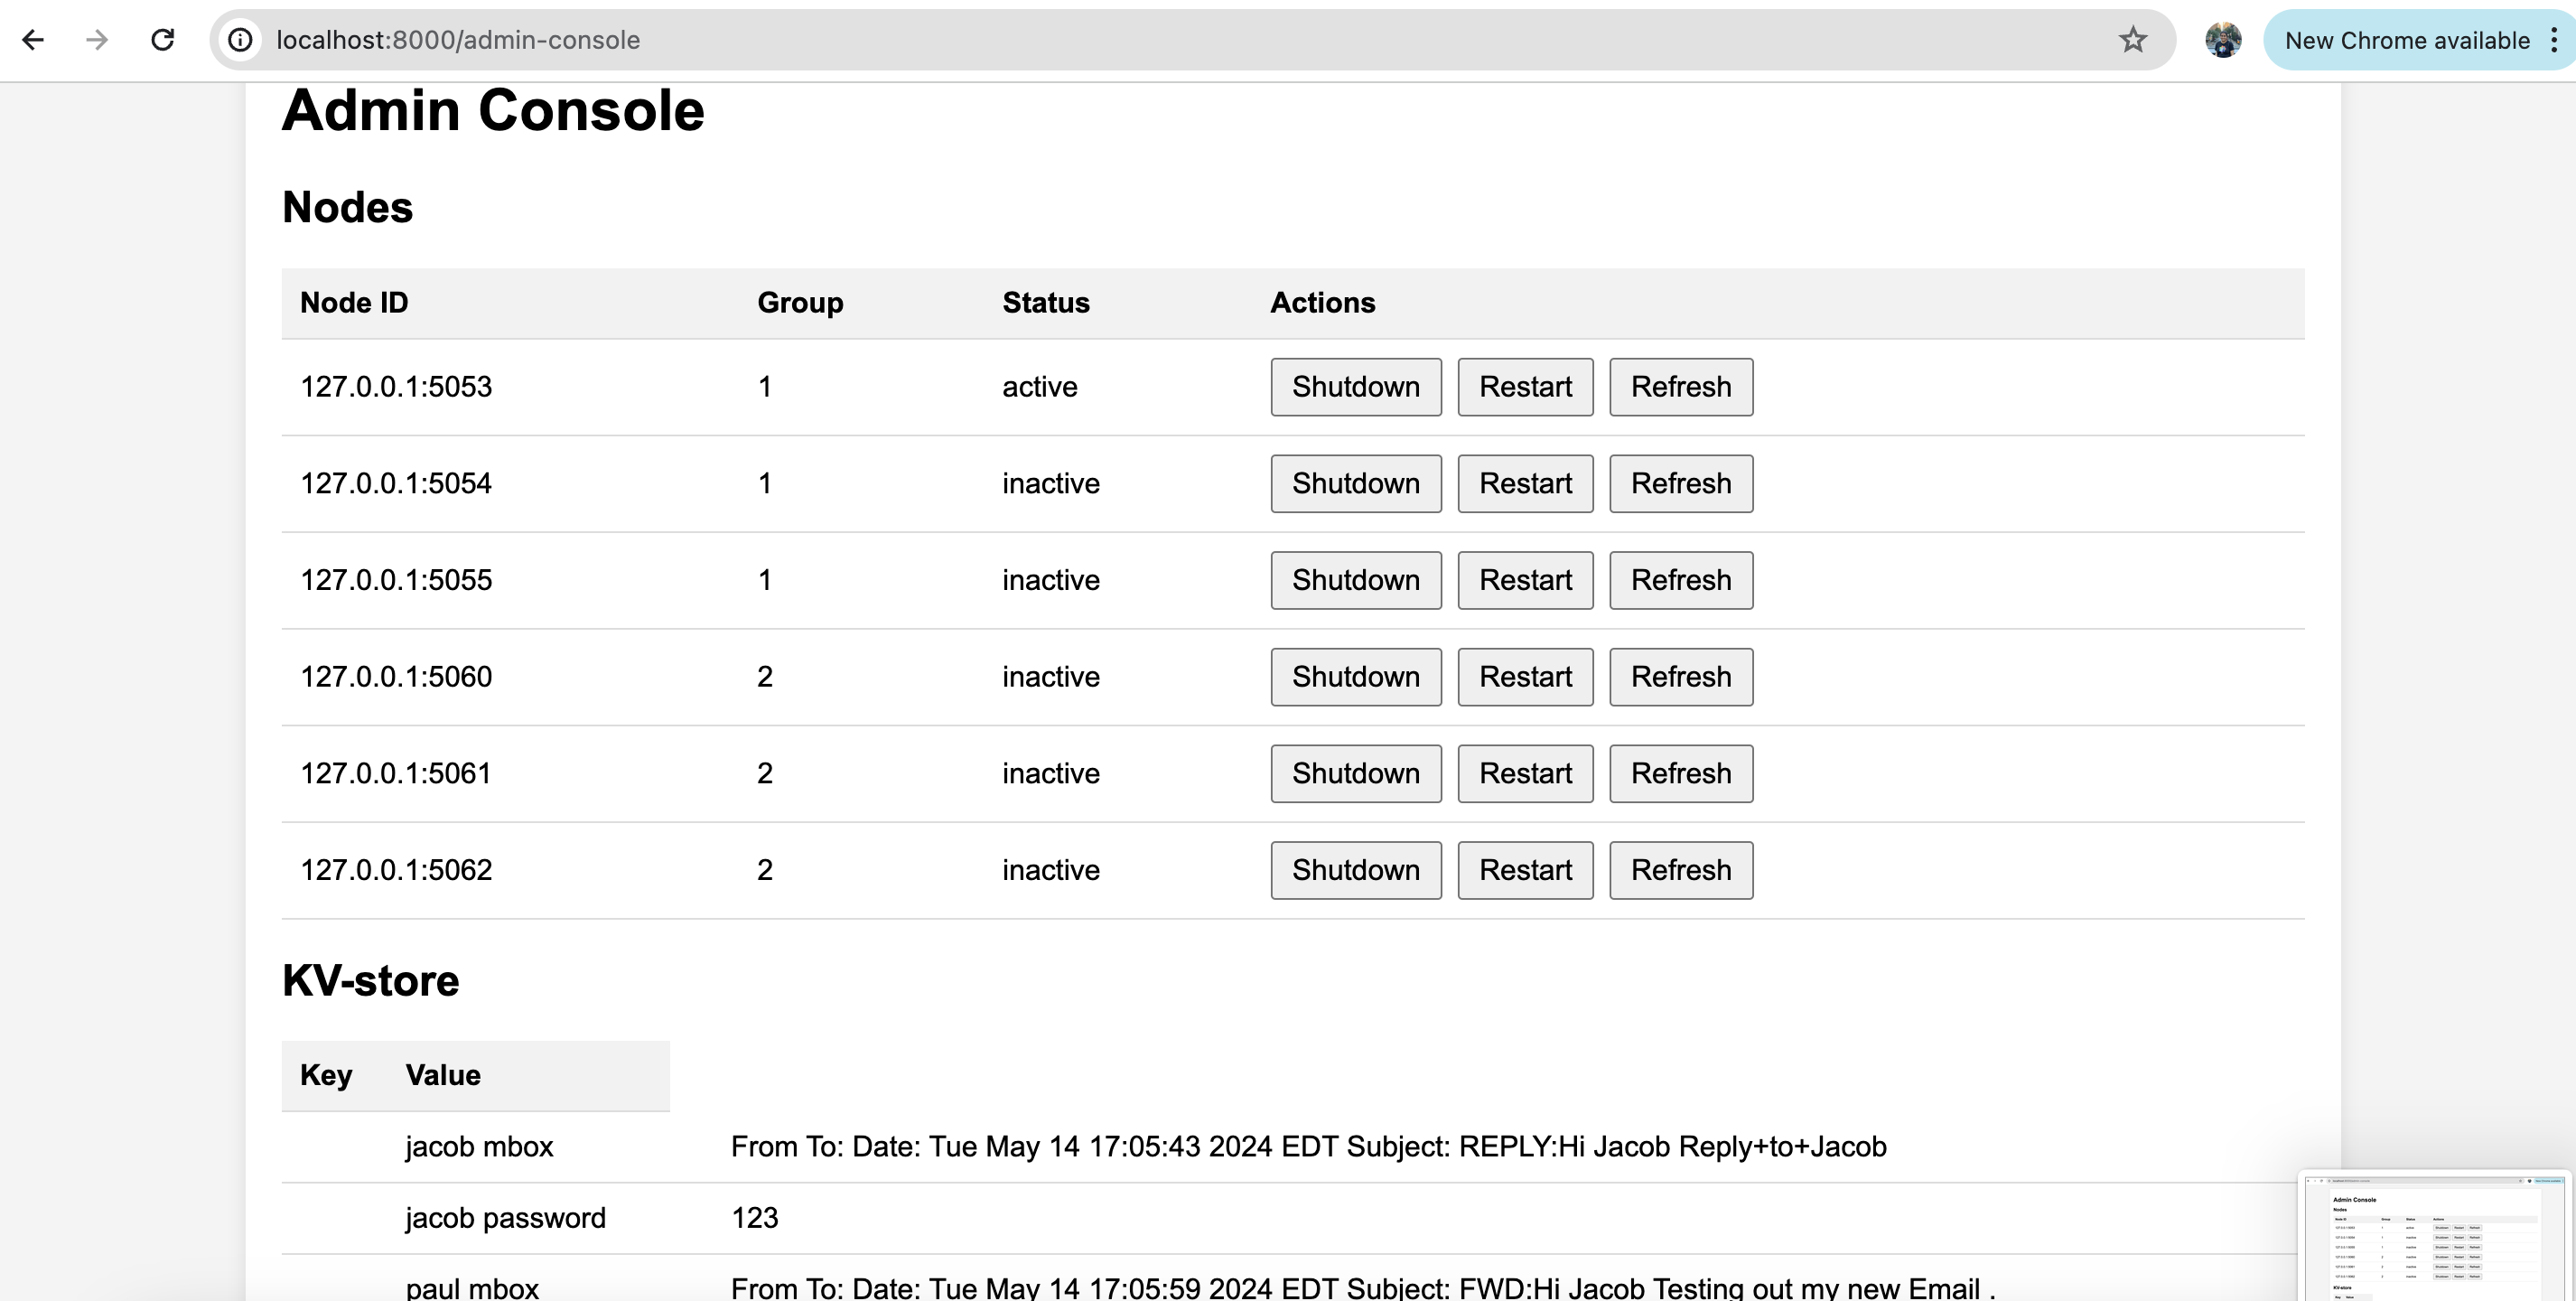 localhost:8000/admin-console
New Chrome available
Admin Console
Nodes
Node ID Group Status Actions
127.0.0.1:5053 1 active Shutdown Restart Refresh
127.0.0.1:5054 1 inactive Shutdown Restart Refresh
127.0.0.1:5055 1 inactive Shutdown Restart Refresh
127.0.0.1:5060 2 inactive Shutdown Restart Refresh
127.0.0.1:5061 2 inactive Shutdown Restart Refresh
127.0.0.1:5062 2 inactive Shutdown Restart Refresh
KV-store
Key Value
jacob mbox From To: Date: Tue May 14 17:05:43 2024 EDT Subject: REPLY:Hi Jacob Reply+to+Jacob
jacob password 123
paul mbox From To: Date: Tue May 14 17:05:59 2024 EDT Subject: FWD:Hi Jacob Testing out my new Email .
Admin Console
Nodes